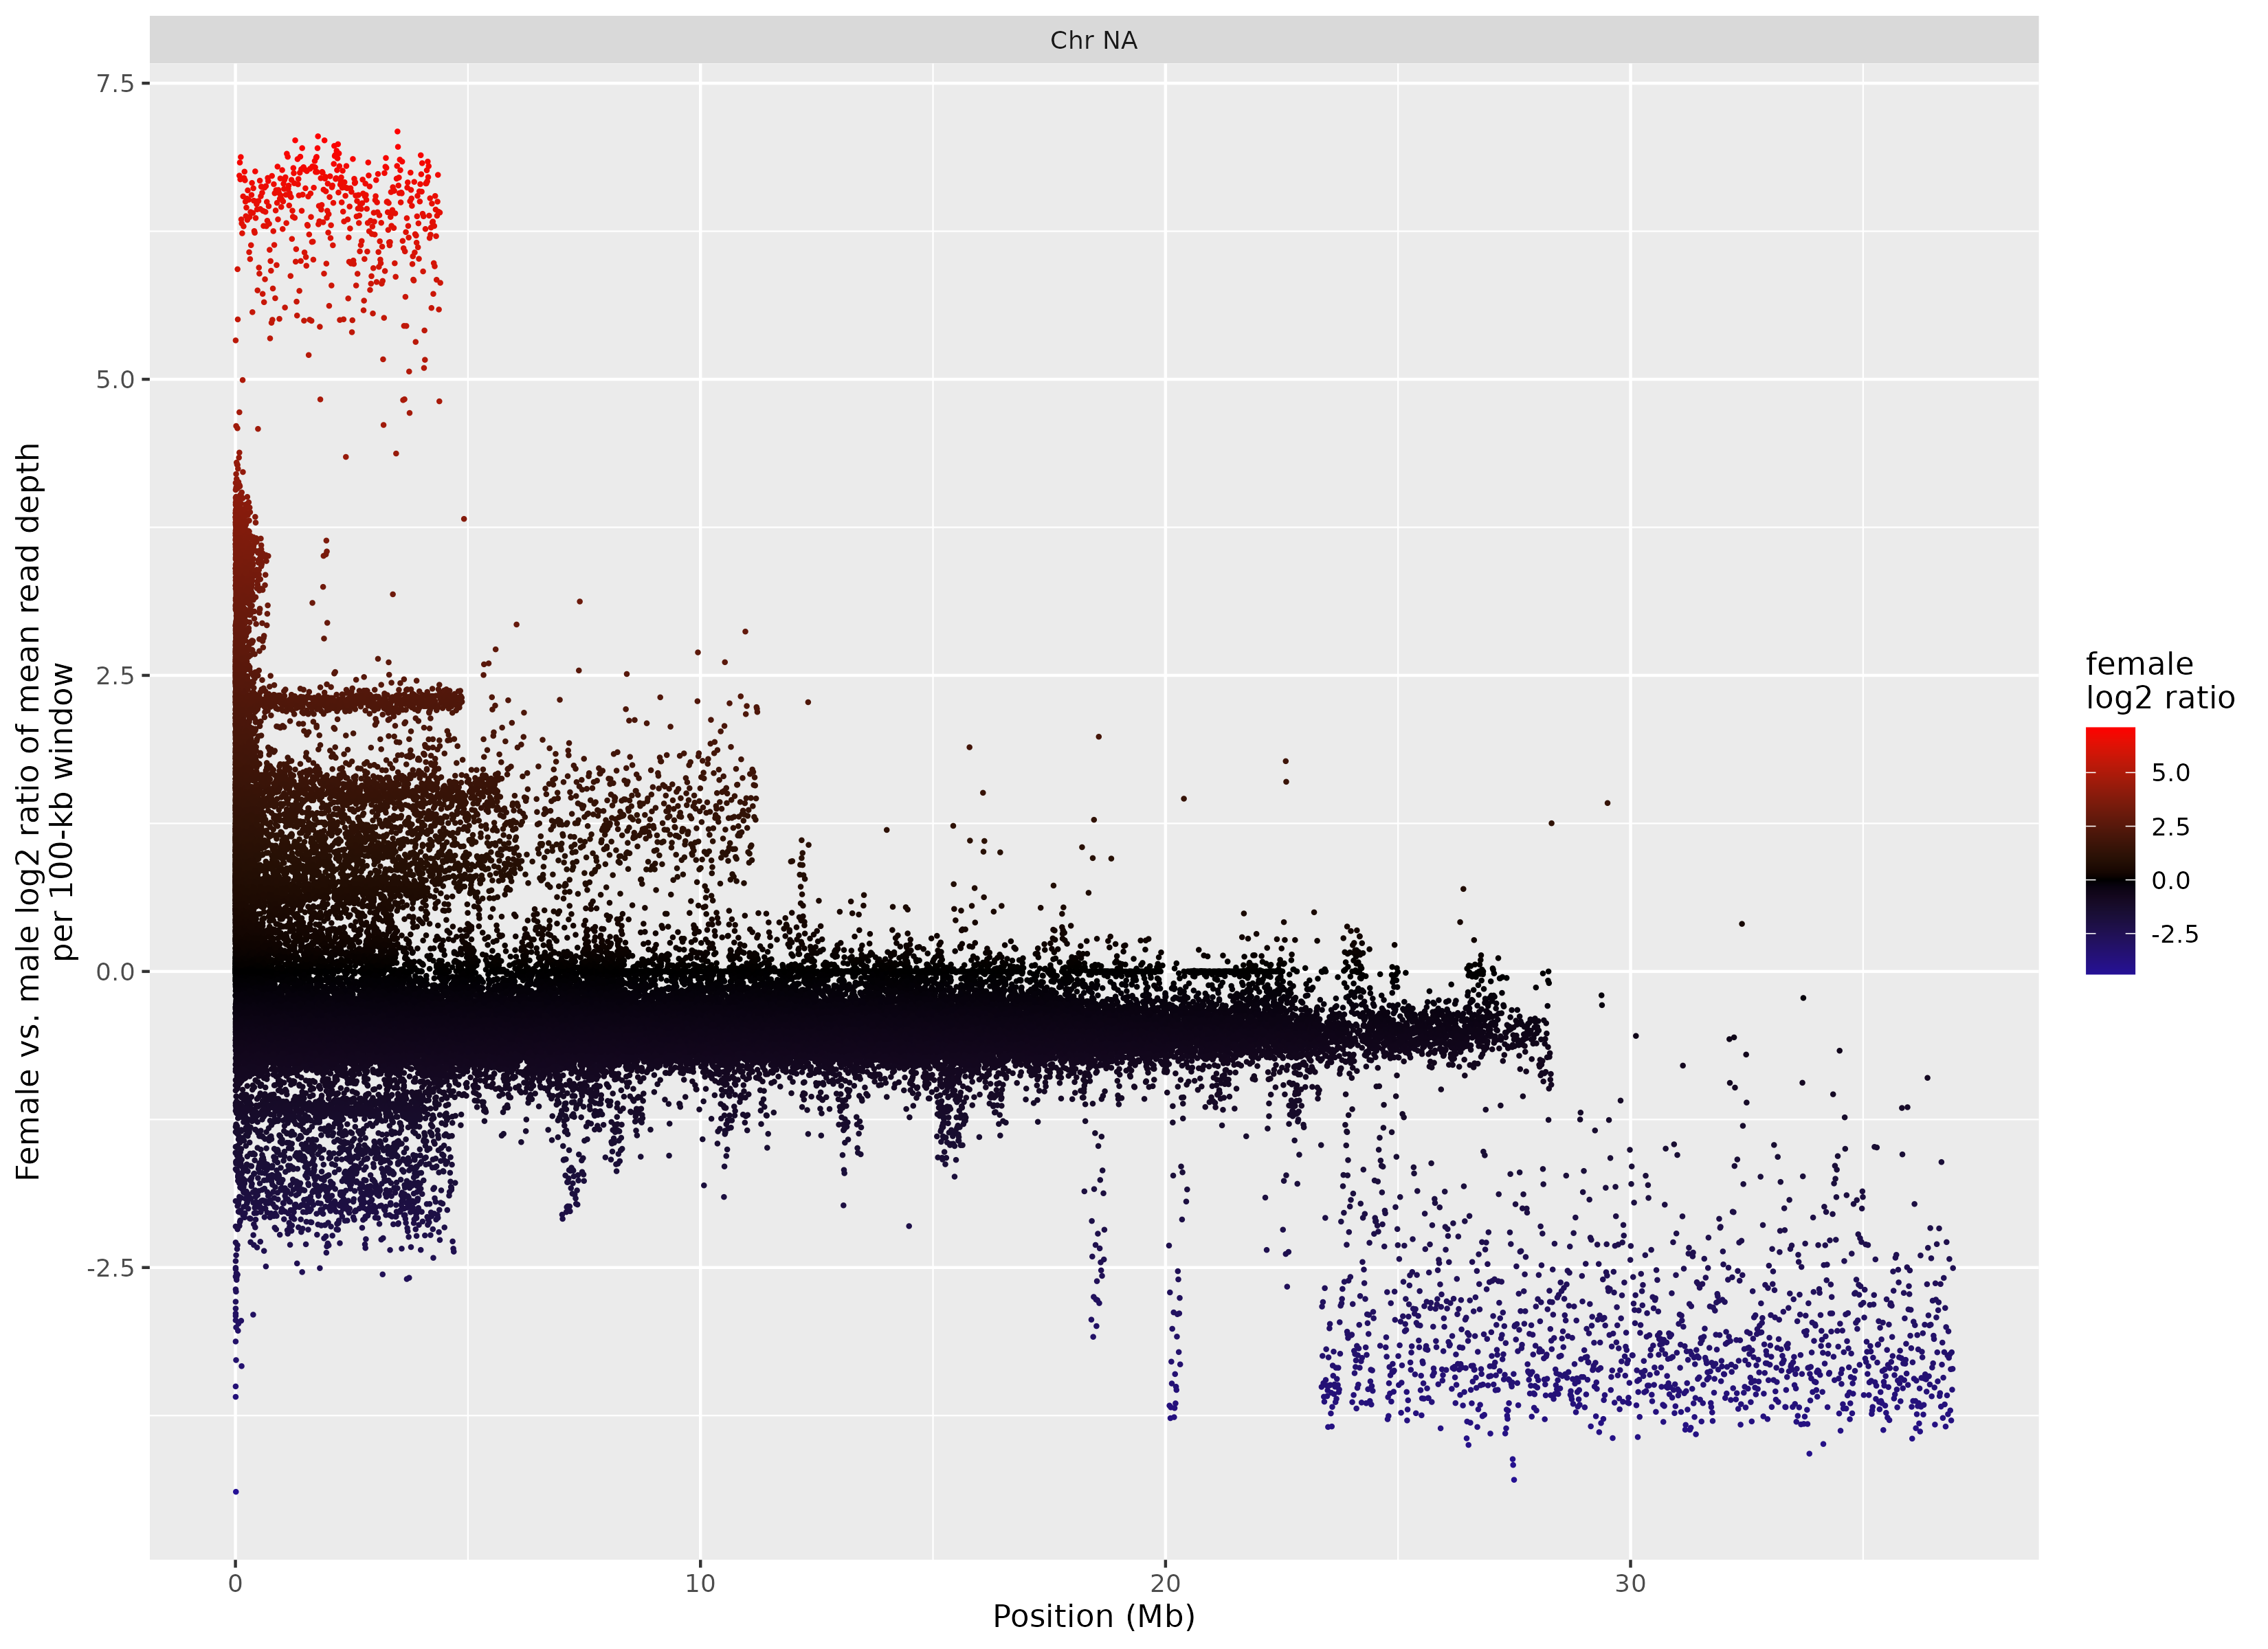 Chr NA
Female vs. male log2 ratio of mean read depth
per 100-kb window
7.5
5.0
2.5
0.0
-2.5
0
10
20
30
Position (Mb)
female
log2 ratio
5.0
2.5
0.0
-2.5